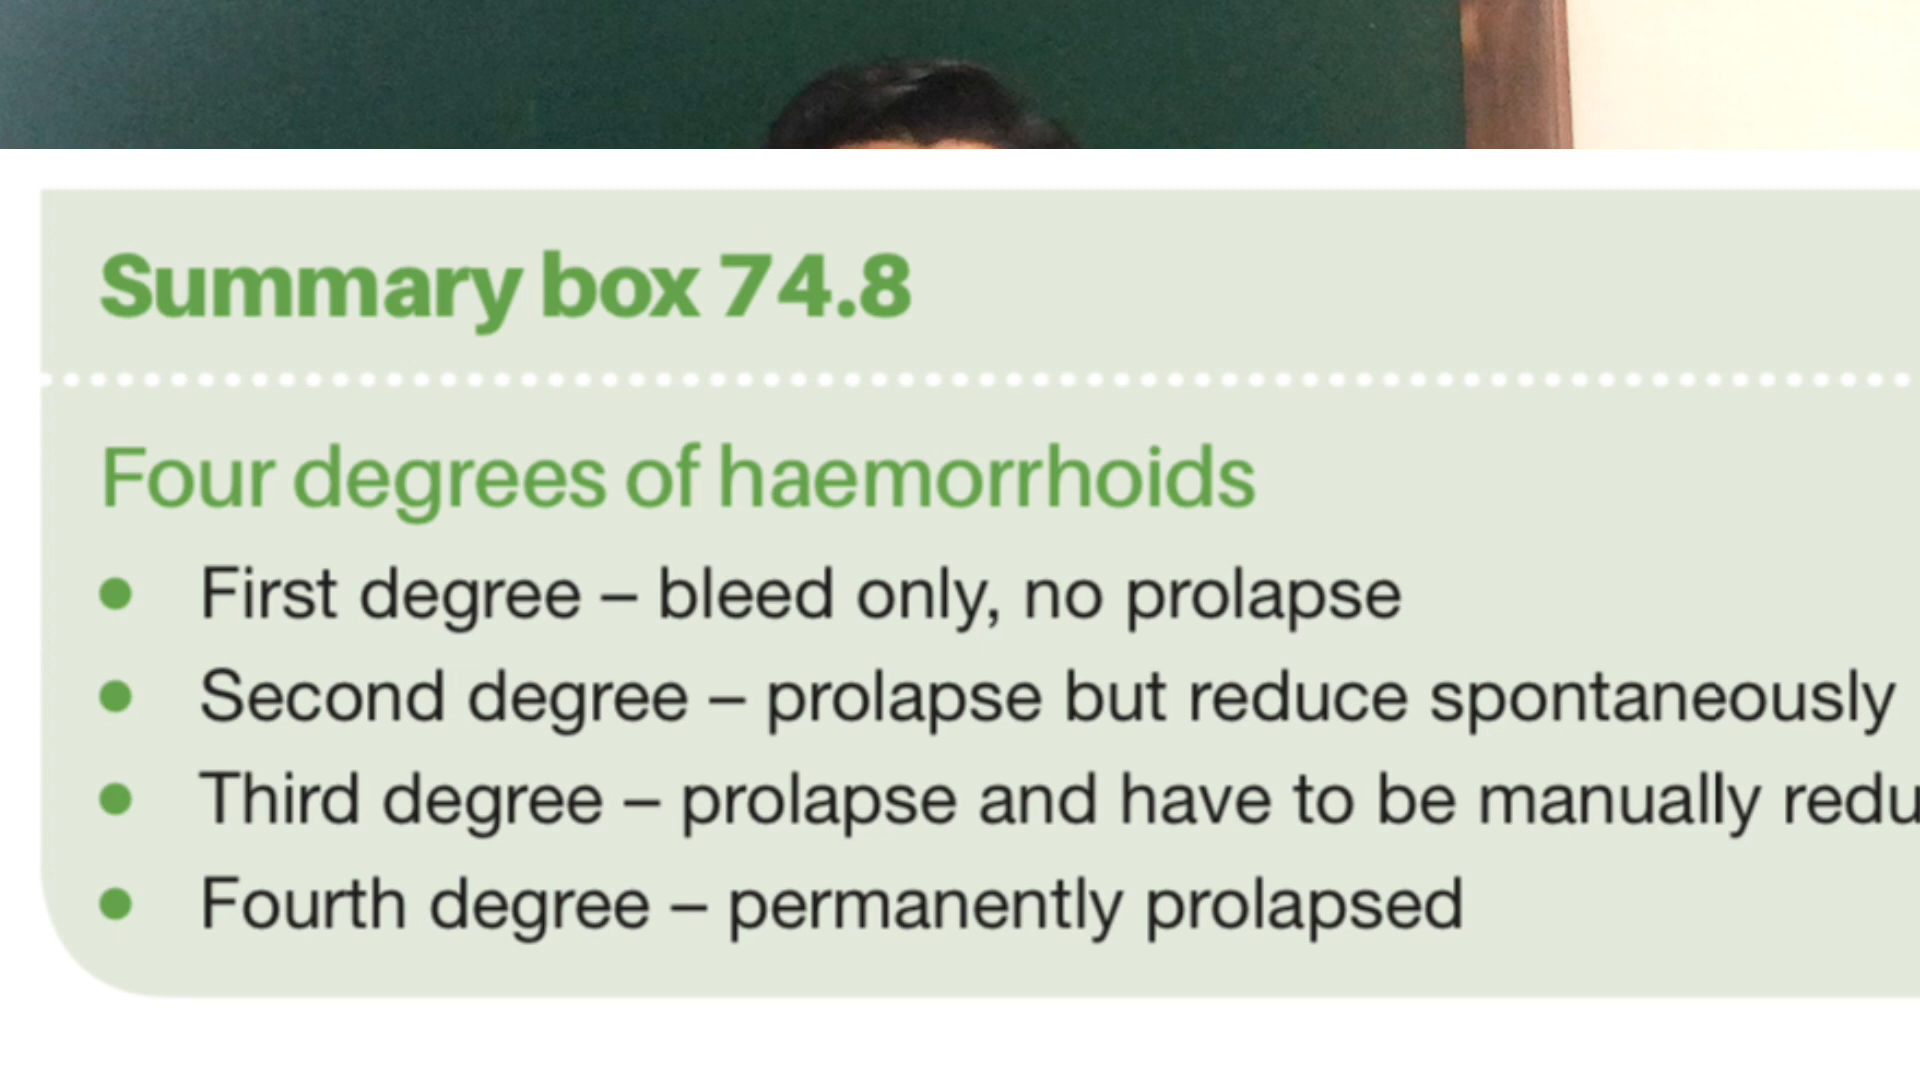 Summary box 74.8
Four degrees of haemorrhoids
First degree – bleed only, no prolapse
Second degree – prolapse but reduce spontaneously
Third degree – prolapse and have to be manually
Fourth degree – permanently prolapsed